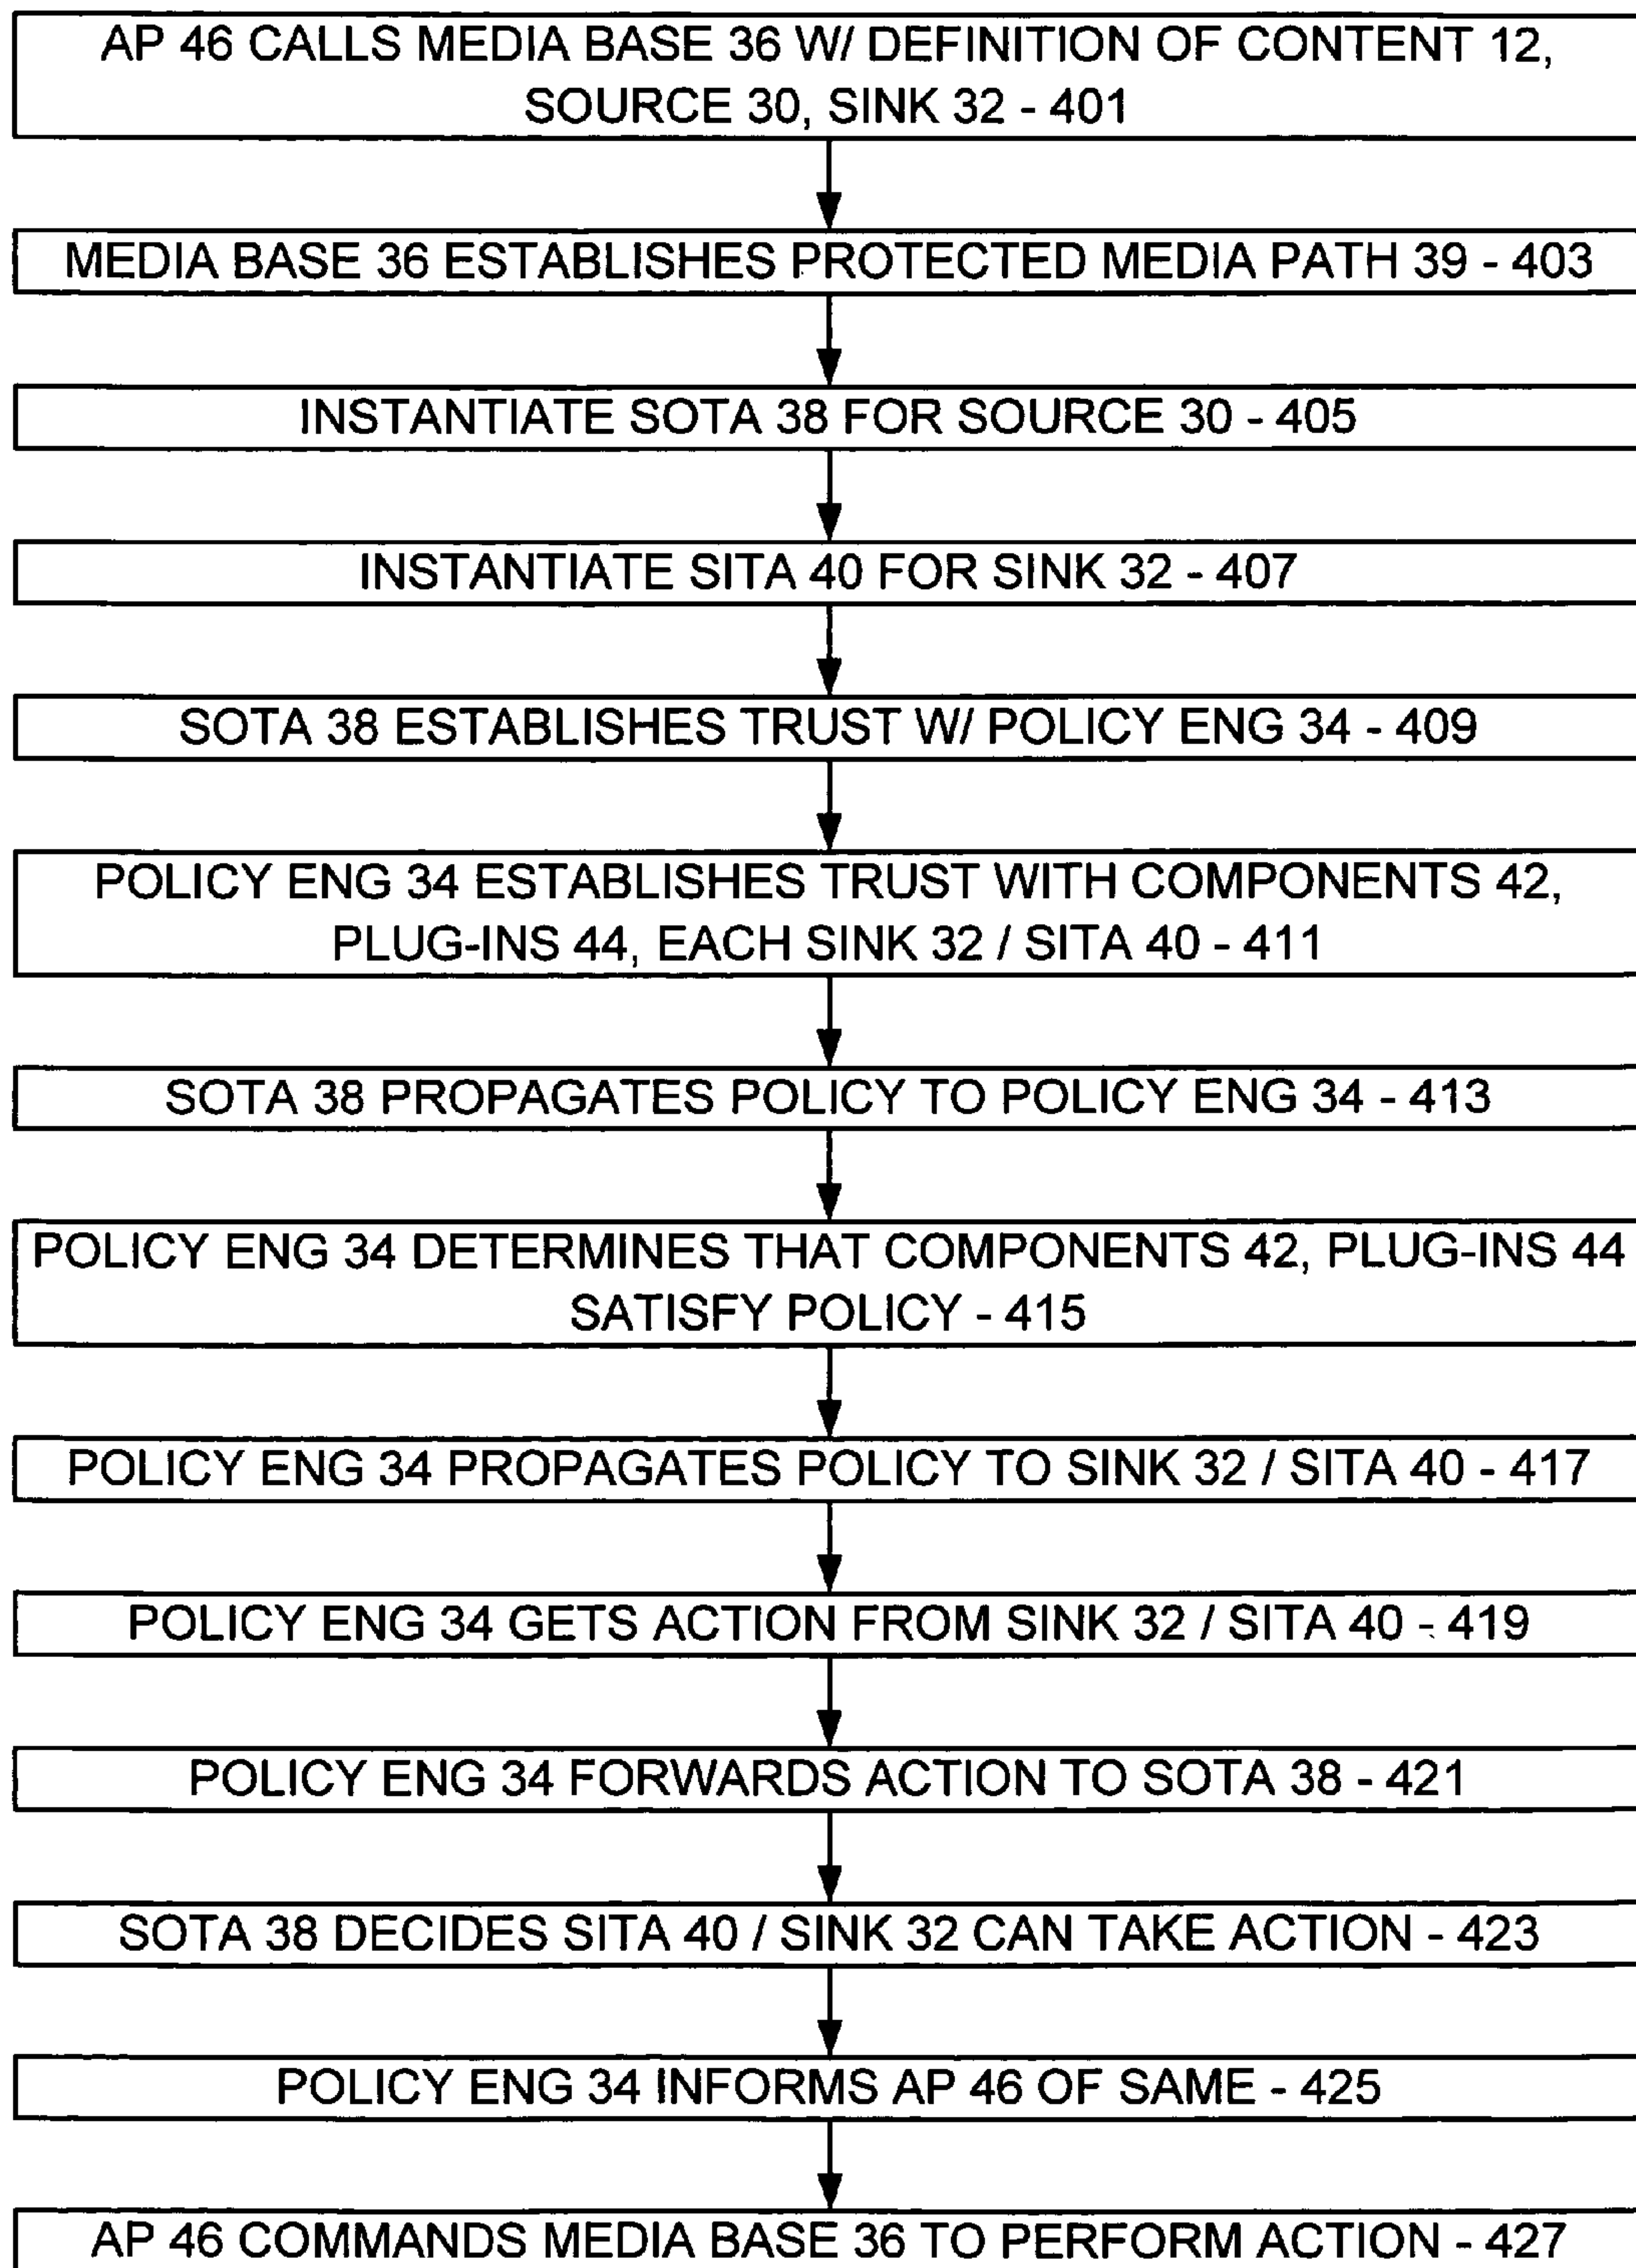 AP 46 CALLS MEDIA BASE 36 W/ DEFINITION OF CONTENT 12,
SOURCE 30, SINK 32 - 401
MEDIA BASE 36 ESTABLISHES PROTECTED MEDIA PATH 39 - 403
INSTANTIATE SOTA 38 FOR SOURCE 30 - 405
INSTANTIATE SITA 40 FOR SINK 32 - 407
SOTA 38 ESTABLISHES TRUST W/ POLICY ENG 34 - 409
POLICY ENG 34 ESTABLISHES TRUST WITH COMPONENTS 42,
PLUG-INS 44, EACH SINK 32 / SITA 40 - 411
SOTA 38 PROPAGATES POLICY TO POLICY ENG 34 - 413
POLICY ENG 34 DETERMINES THAT COMPONENTS 42, PLUG-INS 44
SATISFY POLICY - 415
POLICY ENG 34 PROPAGATES POLICY TO SINK 32 / SITA 40 - 417
POLICY ENG 34 GETS ACTION FROM SINK 32 / SITA 40 - 419
POLICY ENG 34 FORWARDS ACTION TO SOTA 38 - 421
SOTA 38 DECIDES SITA 40 / SINK 32 CAN TAKE ACTION - 423
POLICY ENG 34 INFORMS AP 46 OF SAME - 425
AP 46 COMMANDS MEDIA BASE 36 TO PERFORM ACTION - 427